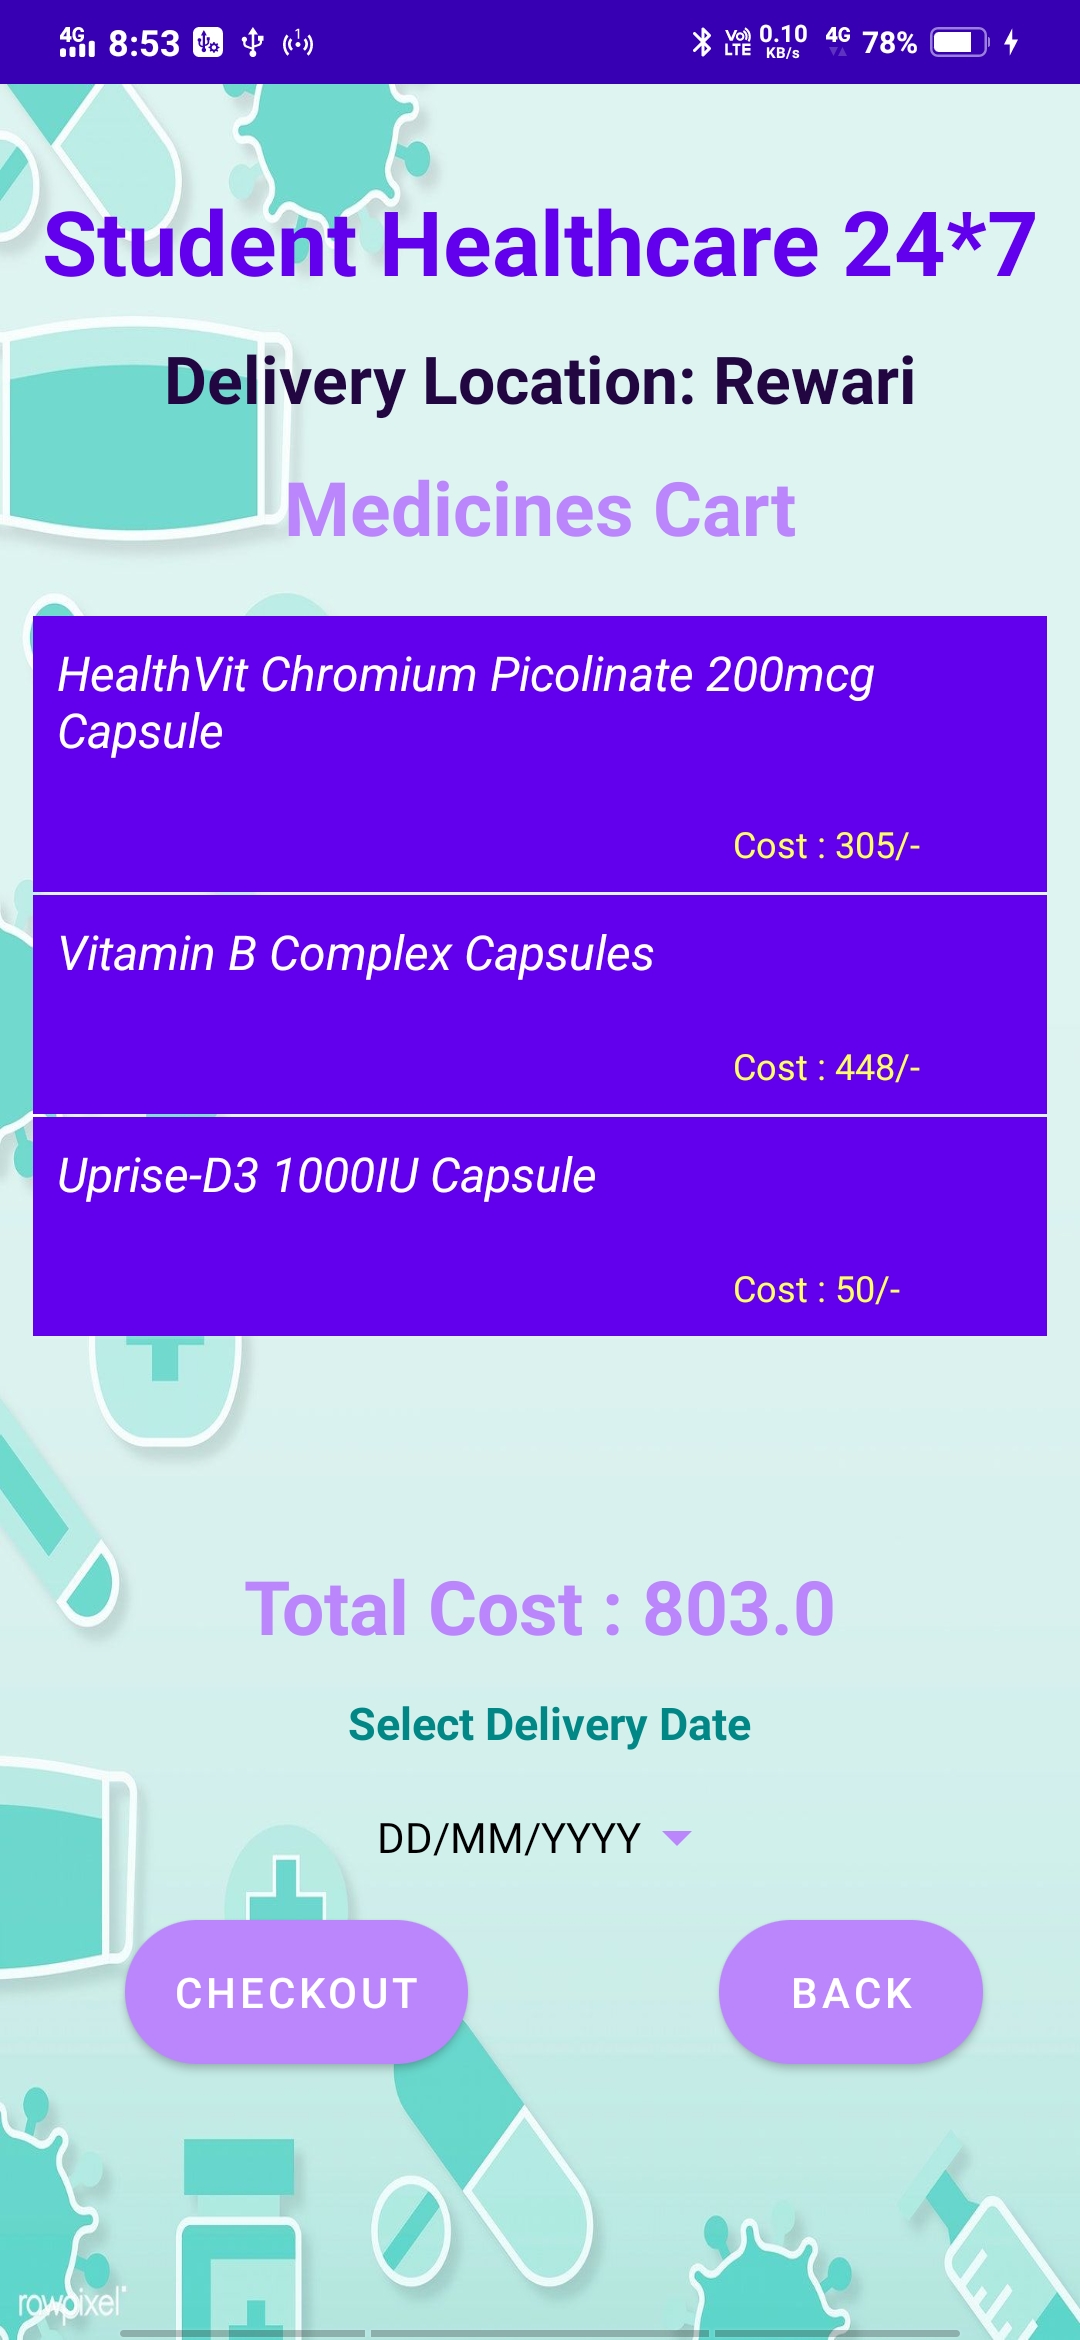 4G 8:53 1 Vo) LTE 0.10 KB/s 4G 78%
Student Healthcare 24*7
Delivery Location: Rewari
Medicines Cart
HealthVit Chromium Picolinate 200mcg
Capsule
Cost : 305/-
Vitamin B Complex Capsules
Cost : 448/-
Uprise-D3 1000IU Capsule
Cost : 50/-
Total Cost : 803.0
Select Delivery Date
DD/MM/YYYY
CHECKOUT BACK
rawpixel